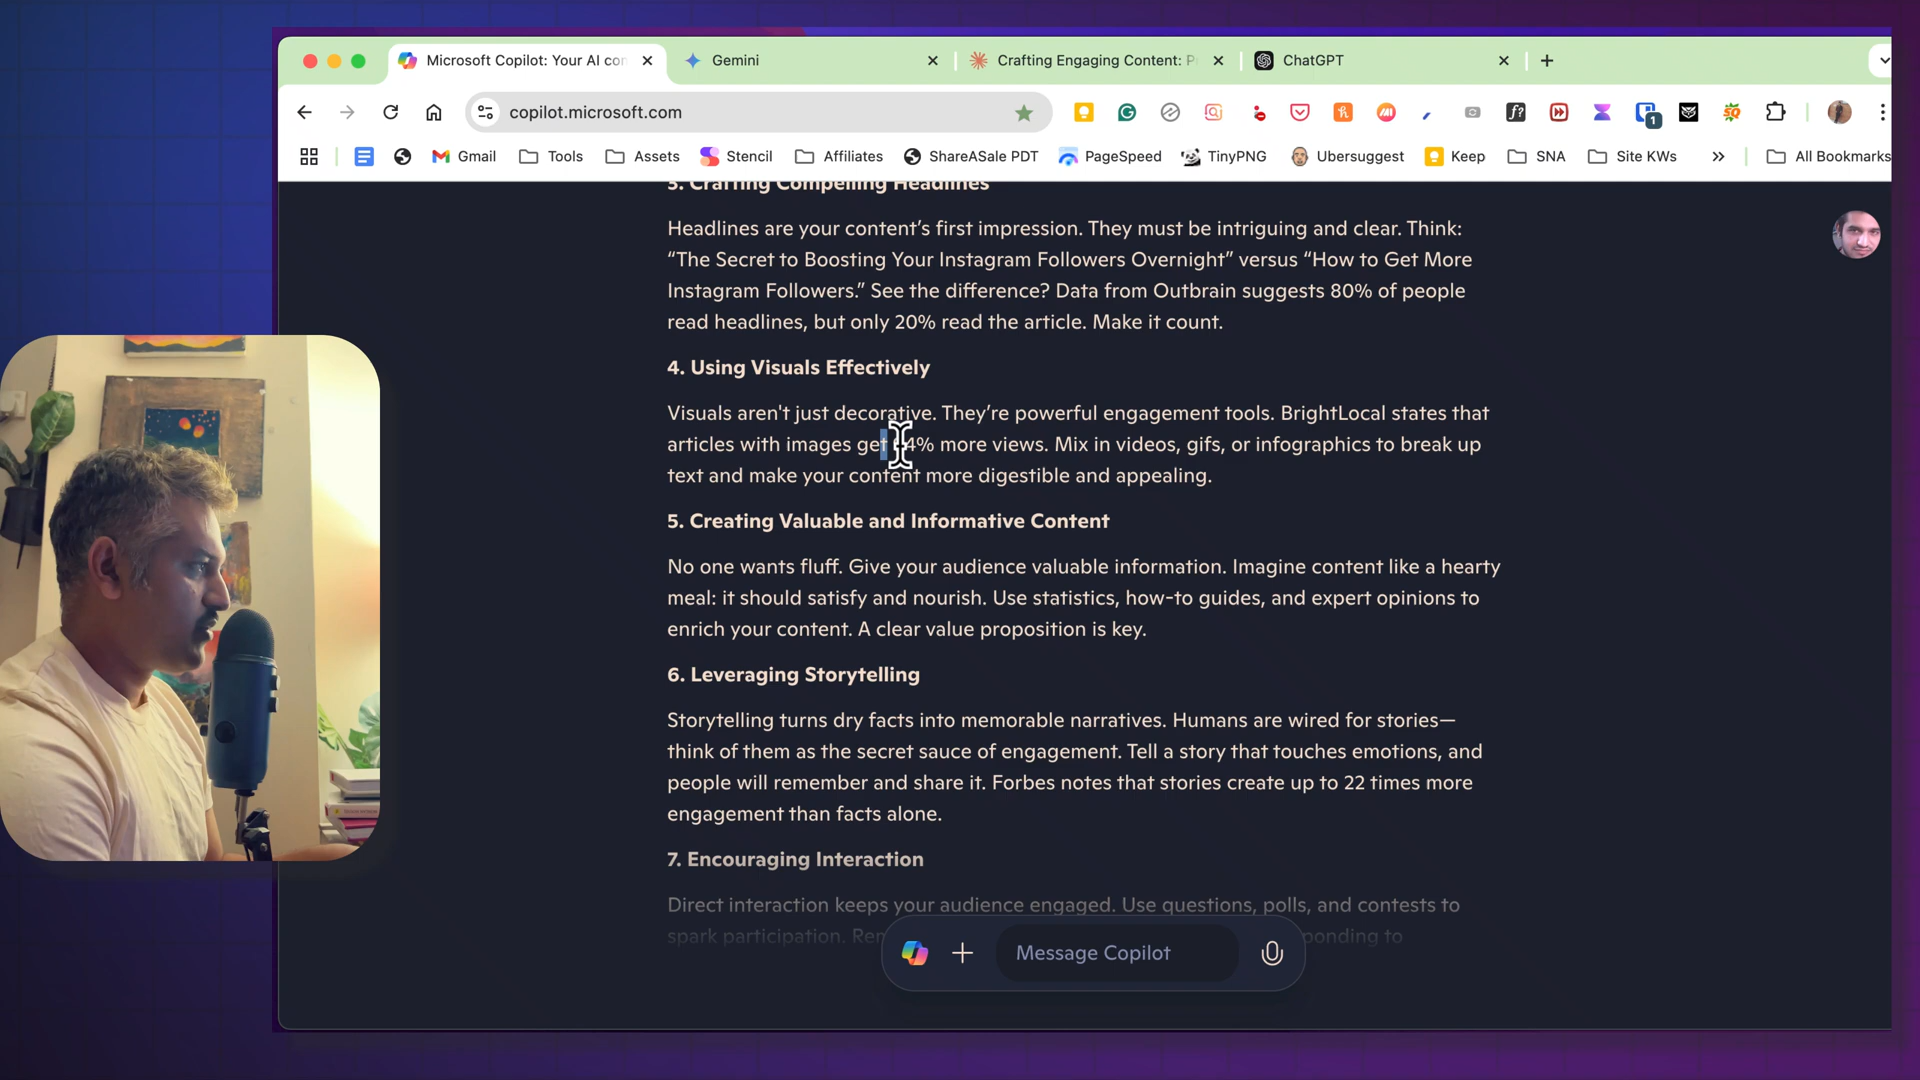 Microsoft Copilot: Your AI con
Gemini
Crafting Engaging Content: P
ChatGPT
copilot.microsoft.com
1
Gmail
Tools
Assets
Stencil
Affiliates
ShareASale PDT
PageSpeed
TinyPNG
Ubersuggest
Keep
SNA
Site KWs
All Bookmarks
3. Crafting Compelling Headlines
Headlines are your content’s first impression. They must be intriguing and clear. Think:
“The Secret to Boosting Your Instagram Followers Overnight” versus “How to Get More
Instagram Followers.” See the difference? Data from Outbrain suggests 80% of people
read headlines, but only 20% read the article. Make it count.
4. Using Visuals Effectively
Visuals aren't just decorative. They’re powerful engagement tools. BrightLocal states that
articles with images get more views. Mix in videos, gifs, or infographics to break up
text and make your content more digestible and appealing.
5. Creating Valuable and Informative Content
No one wants fluff. Give your audience valuable information. Imagine content like a hearty
meal: it should satisfy and nourish. Use statistics, how-to guides, and expert opinions to
enrich your content. A clear value proposition is key.
6. Leveraging Storytelling
Storytelling turns dry facts into memorable narratives. Humans are wired for stories—
think of them as the secret sauce of engagement. Tell a story that touches emotions, and
people will remember and share it. Forbes notes that stories create up to 22 times more
engagement than facts alone.
7. Encouraging Interaction
Direct interaction keeps your audience engaged. Use questions, polls, and contests to
spark participation.
Message Copilot